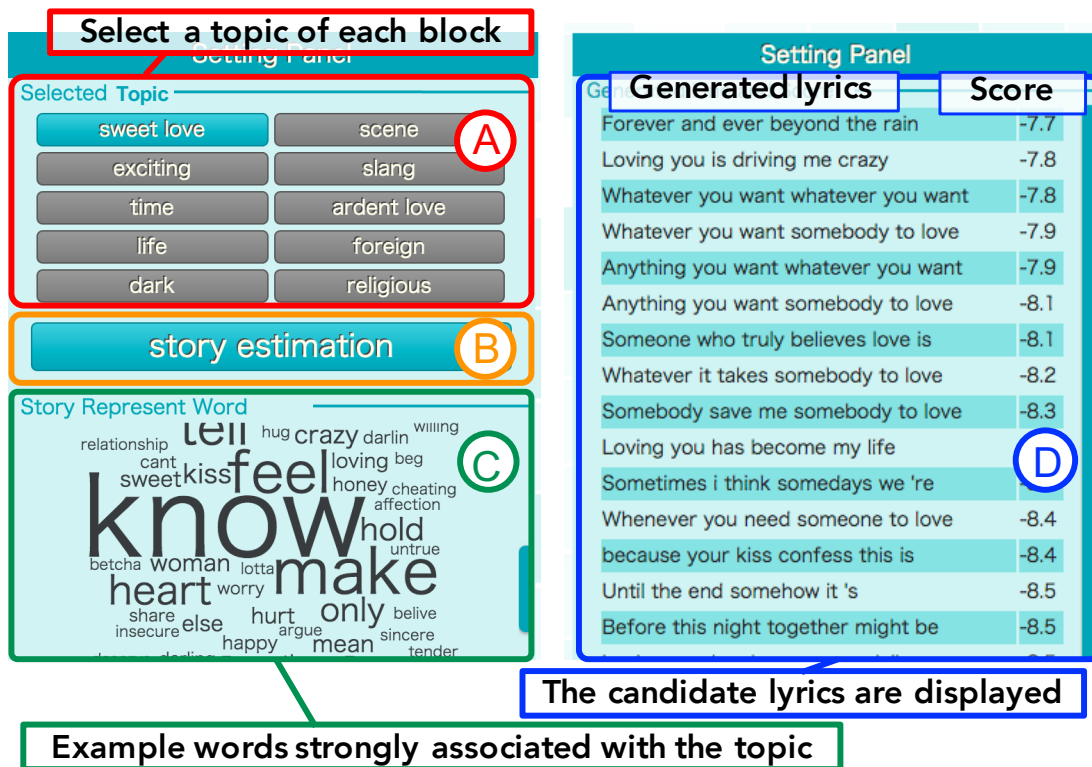 Select a topic of each block
Setting Panel
Selected Topic
sweet love
scene
A
exciting
slang
time
ardent love
life
foreign
dark
religious
story estimation
B
Story Represent Word
tell
hug
crazy
darlin
willing
relationship
cant
sweet
kiss
feel
loving
beg
honey
cheating
affection
C
know
hold
untrue
betcha
woman
lotta
make
heart
worry
share
insecure
else
hurt
only
belive
argue
happy
mean
sincere
tender
Example words strongly associated with the topic
Setting Panel
Generated lyrics
Score
Forever and ever beyond the rain -7.7
Loving you is driving me crazy -7.8
Whatever you want whatever you want -7.8
Whatever you want somebody to love -7.9
Anything you want whatever you want -7.9
Anything you want somebody to love -8.1
Someone who truly believes love is -8.1
Whatever it takes somebody to love -8.2
Somebody save me somebody to love -8.3
Loving you has become my life
D
Sometimes i think somedays we 're
Whenever you need someone to love -8.4
because your kiss confess this is -8.4
Until the end somehow it 's -8.5
Before this night together might be -8.5
The candidate lyrics are displayed